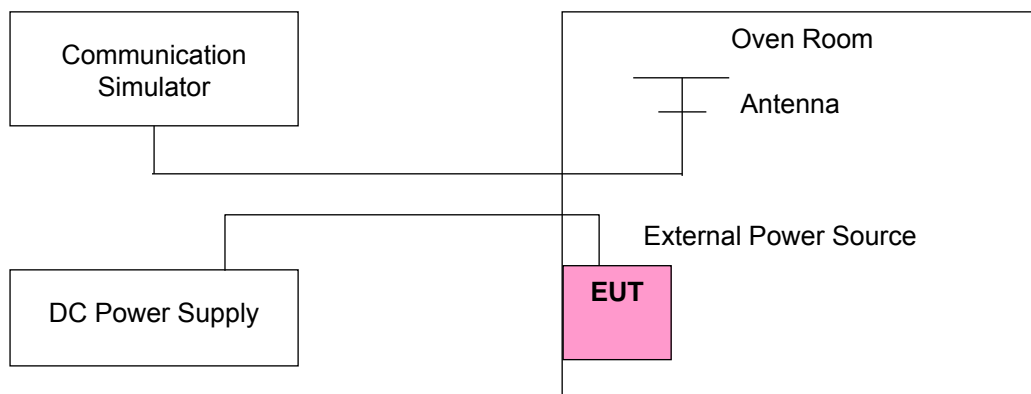 Communication
Simulator
Oven Room
Antenna
External Power Source
DC Power Supply
EUT